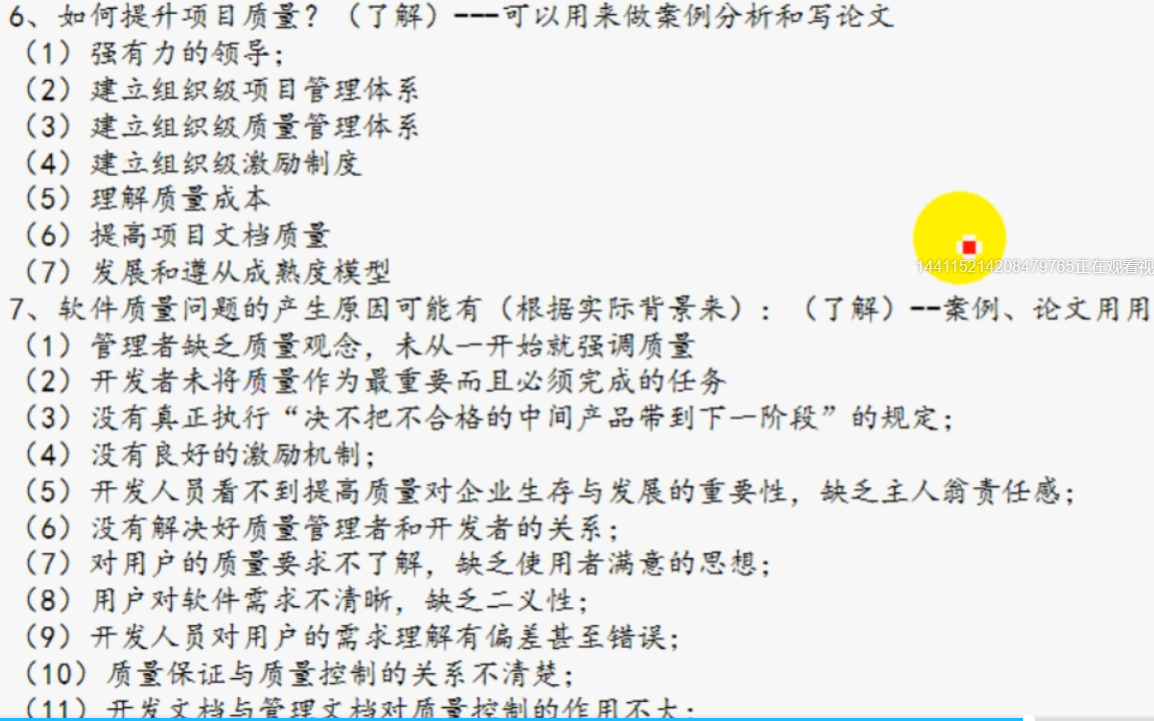 6、如何提升项目质量？（了解）---可以用来做案例分析和写论文
（1）强有力的领导；
（2）建立组织级项目管理体系
（3）建立组织级质量管理体系
（4）建立组织级激励制度
（5）理解质量成本
（6）提高项目文档质量
（7）发展和遵从成熟度模型
144115214208479765正在观看视
7、软件质量问题的产生原因可能有（根据实际背景来）：（了解）--案例、论文用用
（1）管理者缺乏质量观念，未从一开始就强调质量
（2）开发者未将质量作为最重要而且必须完成的任务
（3）没有真正执行“决不把不合格的中间产品带到下一阶段”的规定；
（4）没有良好的激励机制；
（5）开发人员看不到提高质量对企业生存与发展的重要性，缺乏主人翁责任感；
（6）没有解决好质量管理者和开发者的关系；
（7）对用户的质量要求不了解，缺乏使用者满意的思想；
（8）用户对软件需求不清晰，缺乏二义性；
（9）开发人员对用户的需求理解有偏差甚至错误；
（10）质量保证与质量控制的关系不清楚；
（11）开发文档与管理文档对质量控制的作用不大；